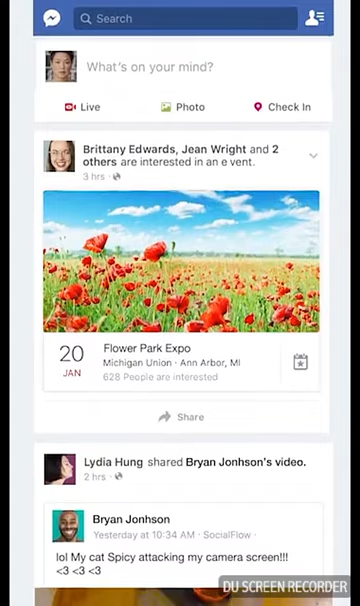 Search
What's on your mind?
Live
Photo
Check In
Brittany Edwards, Jean Wright and 2
others are interested in an e vent.
3 hrs ·
20
JAN
Flower Park Expo
Michigan Union · Ann Arbor, MI
628 People are interested
Share
Lydia Hung shared Bryan Jonhson's video.
2 hrs ·
Bryan Jonhson
Yesterday at 10:34 AM · SocialFlow ·
lol My cat Spicy attacking my camera screen!!!
<3 <3 <3
DU SCREEN RECORDER